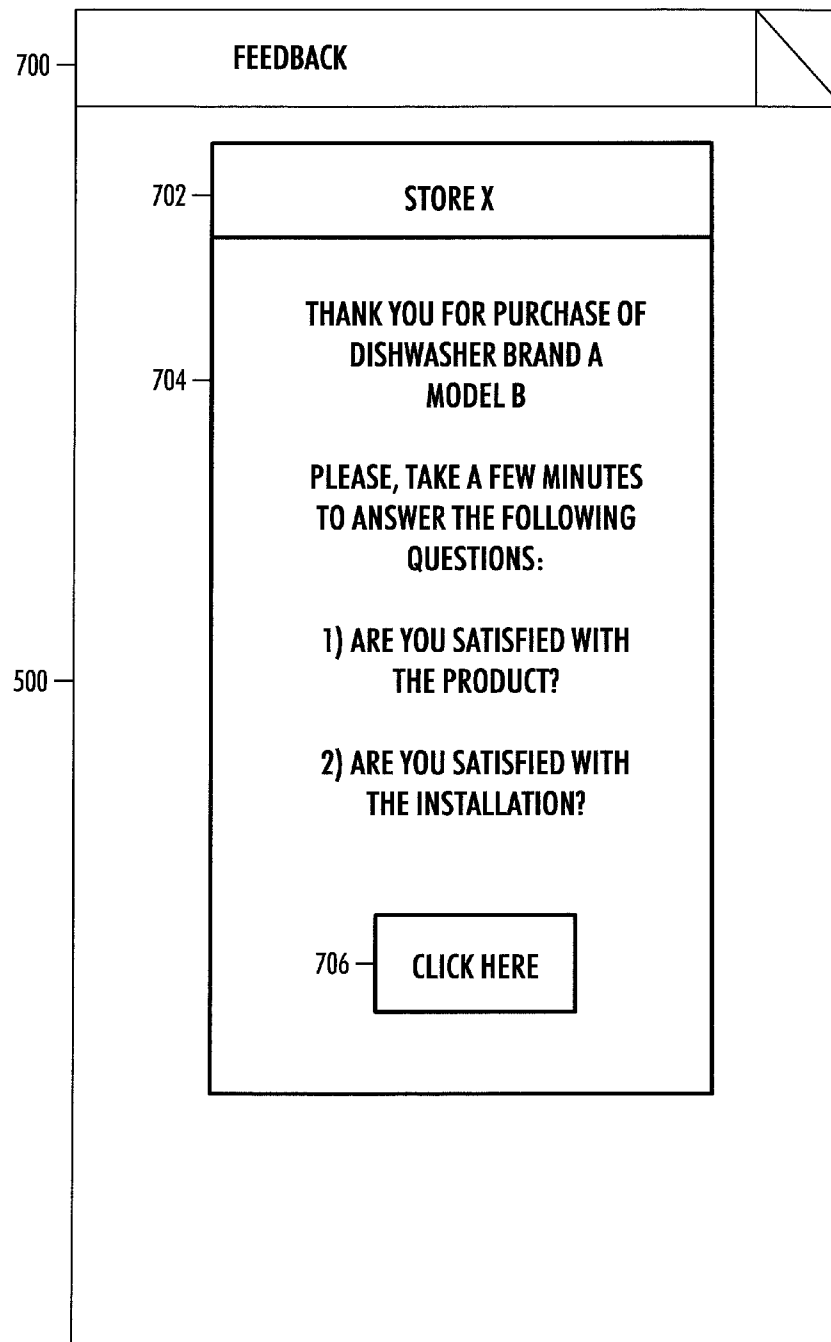 700
FEEDBACK
702
STORE X
THANK YOU FOR PURCHASE OF
DISHWASHER BRAND A
704
MODEL B
PLEASE, TAKE A FEW MINUTES
TO ANSWER THE FOLLOWING
QUESTIONS:
1) ARE YOU SATISFIED WITH
THE PRODUCT?
500
2) ARE YOU SATISFIED WITH
THE INSTALLATION?
706
CLICK HERE